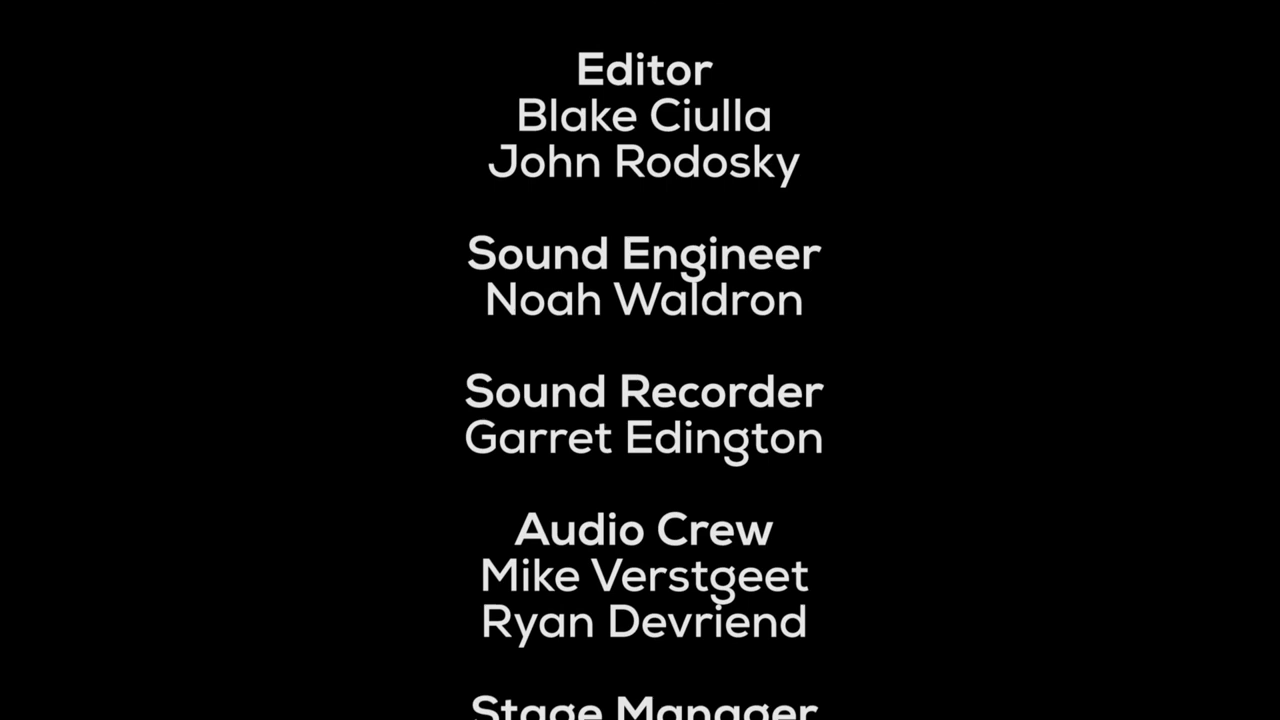 Editor
Blake Ciulla
John Rodosky
Sound Engineer
Noah Waldron
Sound Recorder
Garret Edington
Audio Crew
Mike Verstgeet
Ryan Devriend
Stage Manager